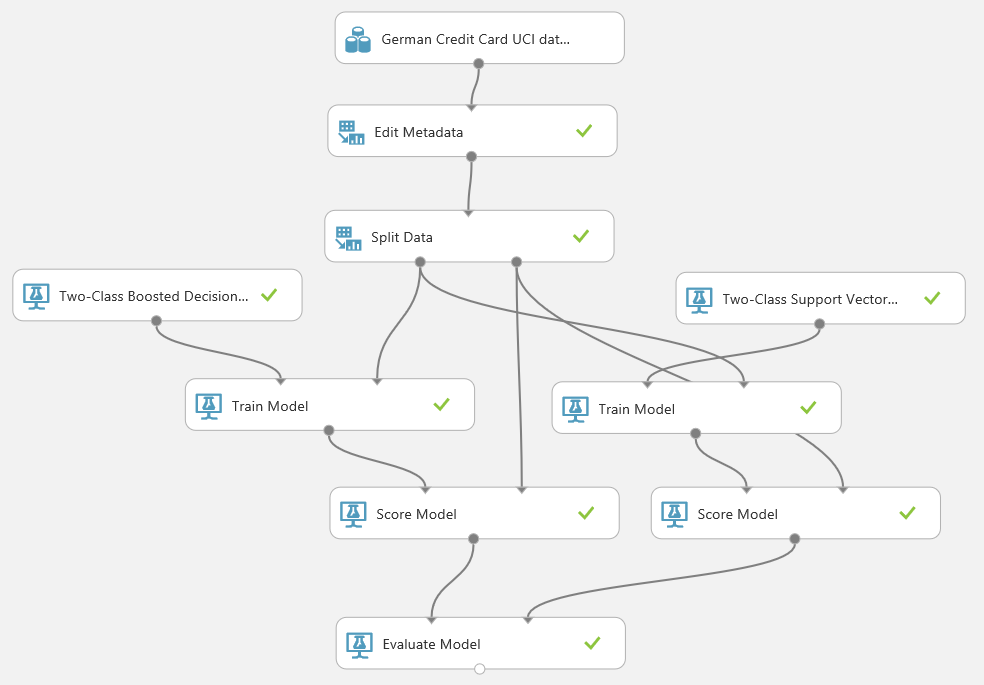 German Credit Card UCI dat...
Edit Metadata
Split Data
Two-Class Boosted Decision...
Two-Class Support Vector...
Train Model
Train Model
Score Model
Score Model
Evaluate Model